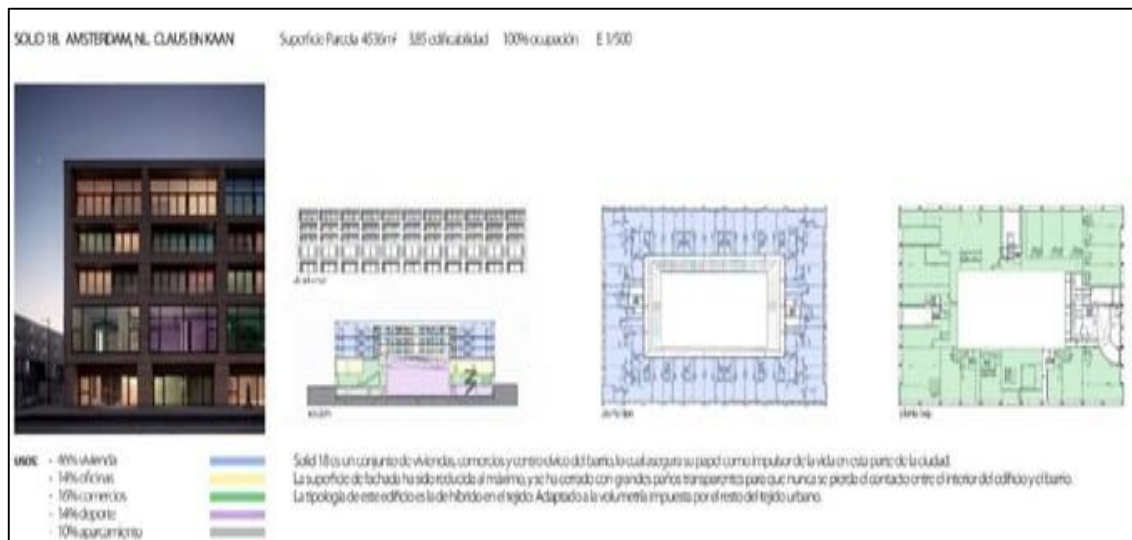 SOLID 18. AMSTERDAM, NL. CLAUS EN KAAN
Superficie Parcela 4536m² 3,85 edificabilidad 100% ocupación E 1/500
sección
planta tipo
planta baja
USOS:
- 46% vivienda
- 14% oficinas
- 16% comercios
- 14% deporte
- 10% aparcamiento
Solid 18 es un conjunto de viviendas, comercios y centro cívico del barrio, lo cual asegura su papel como impulsor de la vida en esta parte de la ciudad.
La superficie de fachada ha sido reducida al máximo, y se ha cerrado con grandes paños transparentes para que nunca se pierda el contacto entre el interior del edificio y el barrio.
La tipología de este edificio es la de híbrido en el tejido. Adaptado a la volumetría impuesta por el resto del tejido urbano.